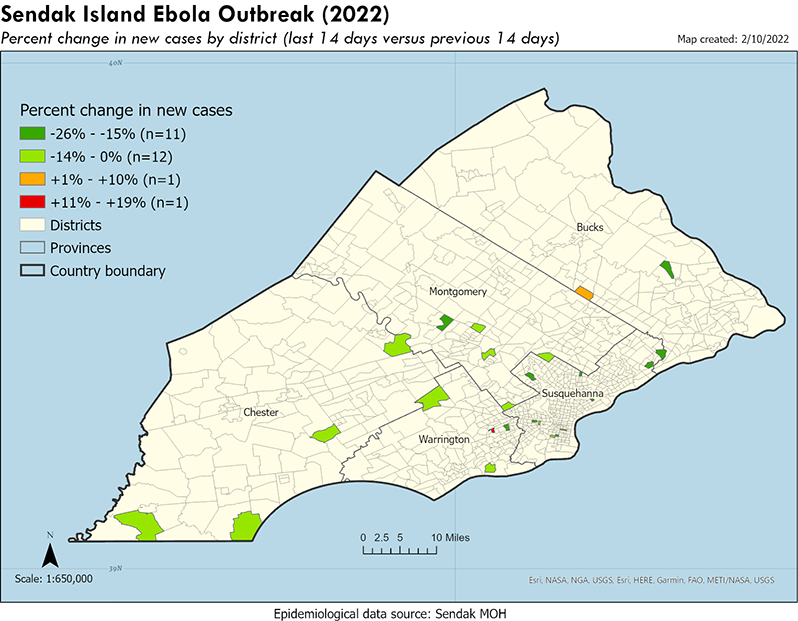 Sendak Island Ebola Outbreak (2022)
Percent change in new cases by district (last 14 days versus previous 14 days)
Map created: 2/10/2022
40N
Percent change in new cases
-26% - -15% (n=11)
-14% - 0% (n=12)
+1% - +10% (n=1)
+11% - +19% (n=1)
Districts
Provinces
Country boundary
Bucks
Montgomery
Susquehanna
Chester
Warrington
N
0 2.5 5 10 Miles
39N
Scale: 1:650,000
Esri, NASA, NGA, USGS, Esri, HERE, Garmin, FAO, METI/NASA, USGS
Epidemiological data source: Sendak MOH